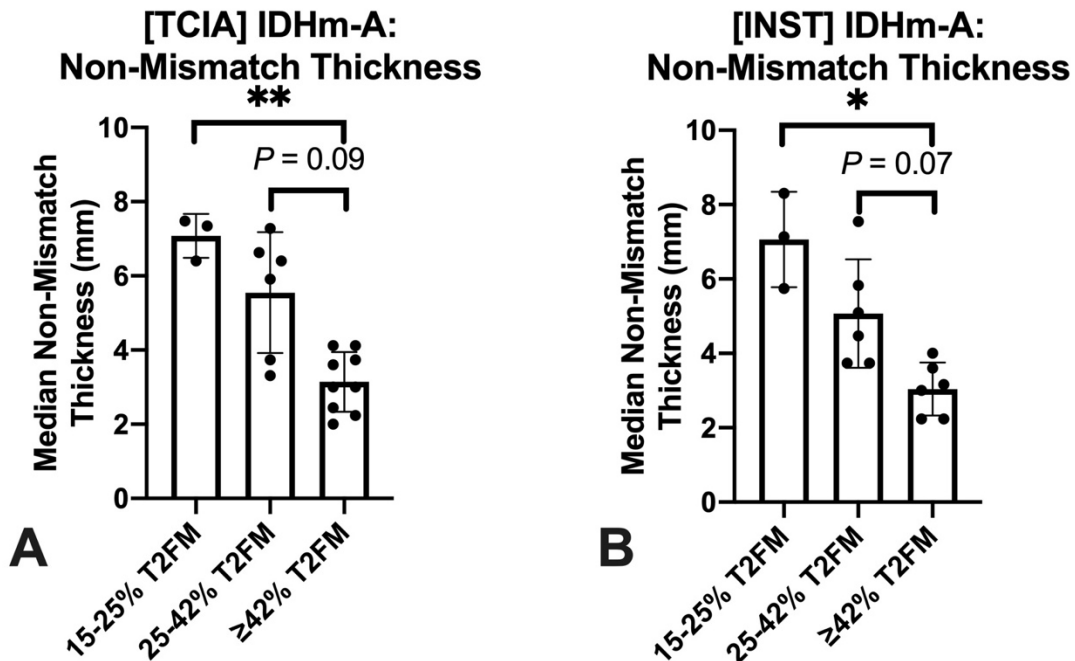 [TCIA] IDHm-A:
Non-Mismatch Thickness
**
P = 0.09
Median Non-Mismatch
Thickness (mm)
10
8
6
4
2
0
15-25% T2FM
25-42% T2FM
≥42% T2FM
A
[INST] IDHm-A:
Non-Mismatch Thickness
*
P = 0.07
Median Non-Mismatch
Thickness (mm)
10
8
6
4
2
0
15-25% T2FM
25-42% T2FM
≥42% T2FM
B